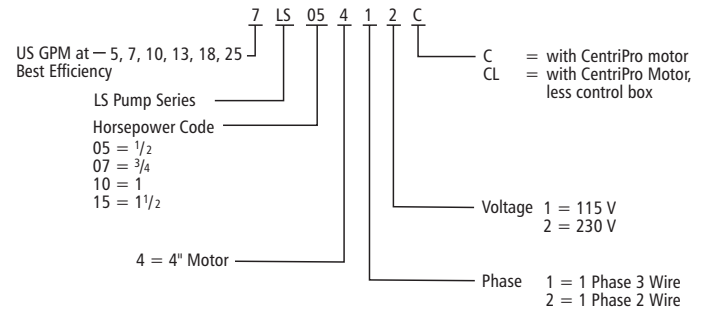 7 LS 05 4 1 2 C
US GPM at — 5, 7, 10, 13, 18, 25
Best Efficiency
LS Pump Series
Horsepower Code
05 = 1/2
07 = 3/4
10 = 1
15 = 1 1/2
4 = 4" Motor
C = with CentriPro motor
CL = with CentriPro Motor,
less control box
Voltage 1 = 115 V
2 = 230 V
Phase 1 = 1 Phase 3 Wire
2 = 1 Phase 2 Wire